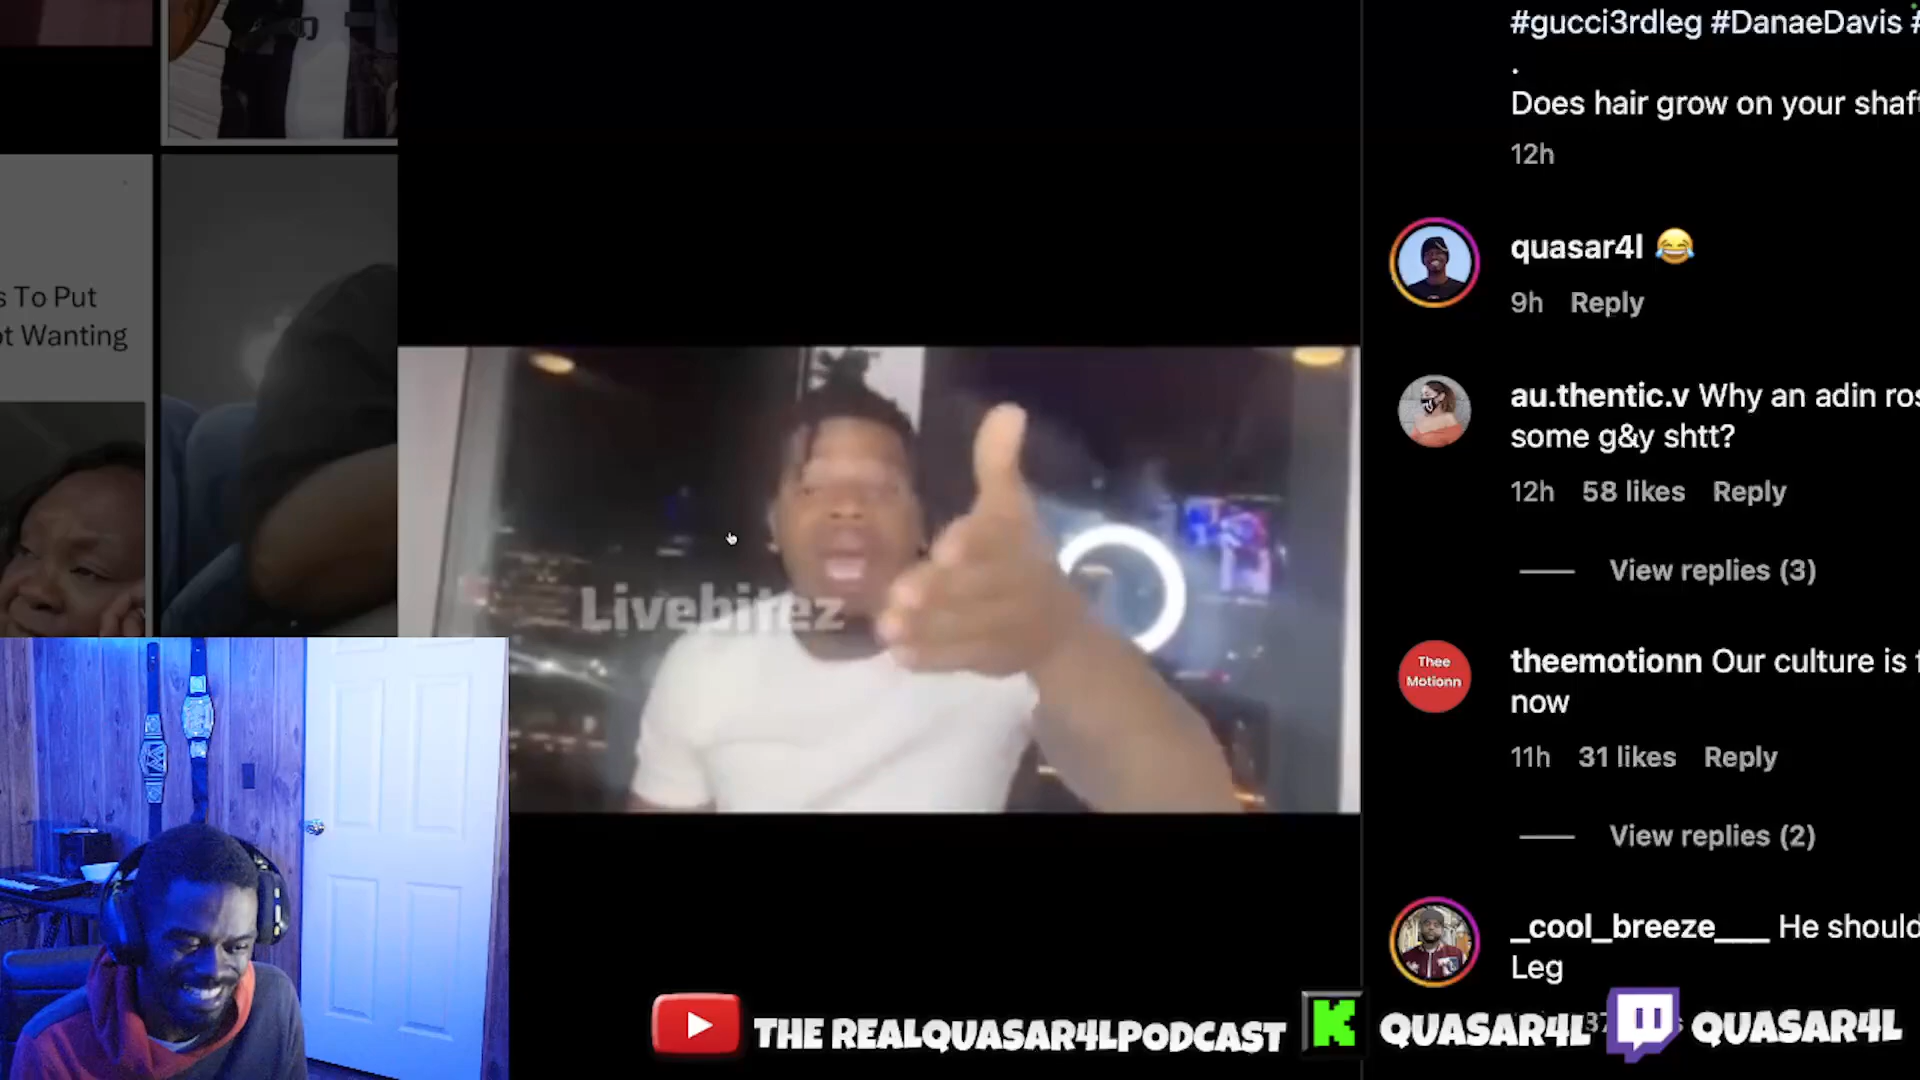 #gucci3rdleg #DanaeDavis
.
Does hair grow on your shaft
12h
quasar4l 😂
9h Reply
au.thentic.v Why an adin ros
some g&y shtt?
12h 58 likes Reply
View replies (3)
theemotionn Our culture is
now
11h 31 likes Reply
View replies (2)
_cool_breeze___ He should
Leg
s To Put
ot Wanting
Livebitez
Thee
Motionn
THE REALQUASAR4LPODCAST
QUASAR4L
QUASAR4L